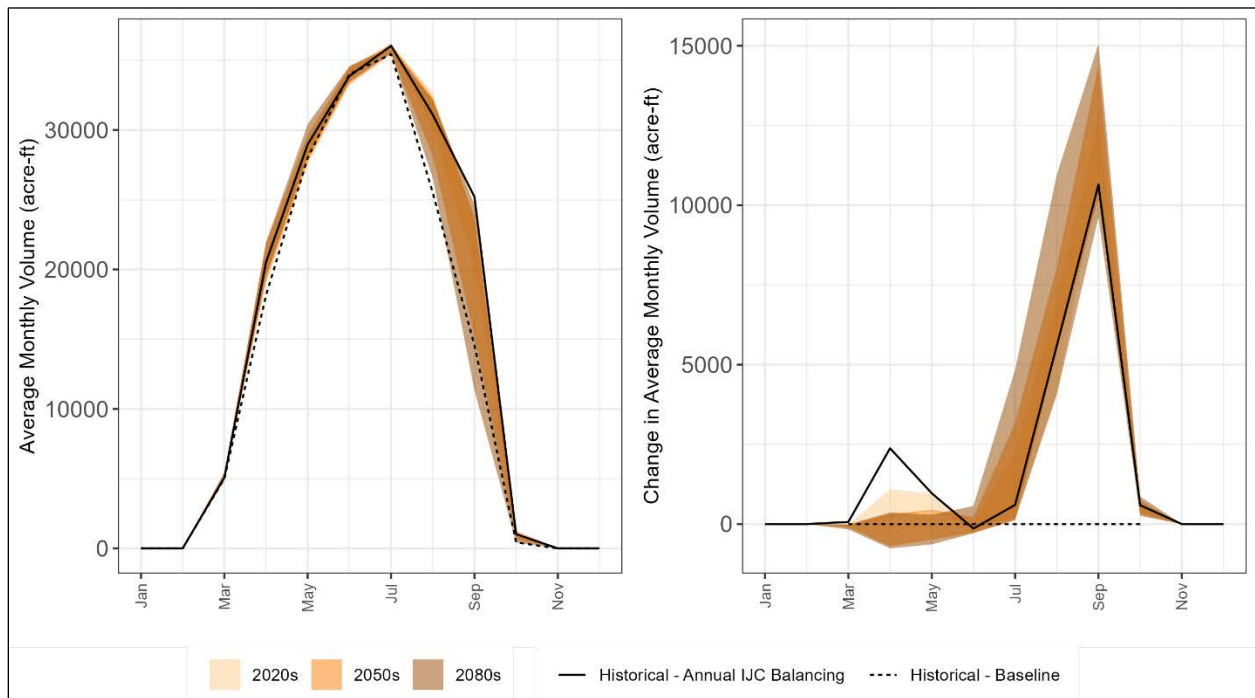 Average Monthly Volume (acre-ft)
30000
20000
10000
0
Jan
Mar
May
Jul
Sep
Nov
Change in Average Monthly Volume (acre-ft)
15000
10000
5000
0
Jan
Mar
May
Jul
Sep
Nov
2020s 2050s 2080s Historical - Annual IJC Balancing Historical - Baseline